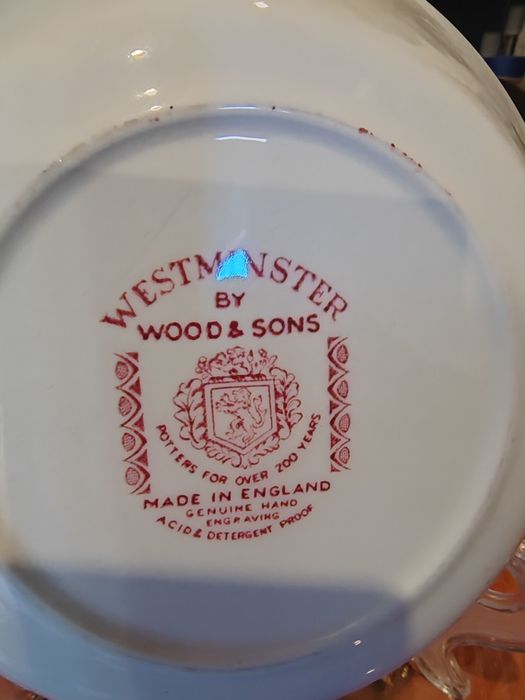 WESTMINSTER
BY
WOOD & SONS
POTTERS FOR OVER 200 YEARS
MADE IN ENGLAND
GENUINE HAND
ENGRAVING
ACID & DETERGENT PROOF